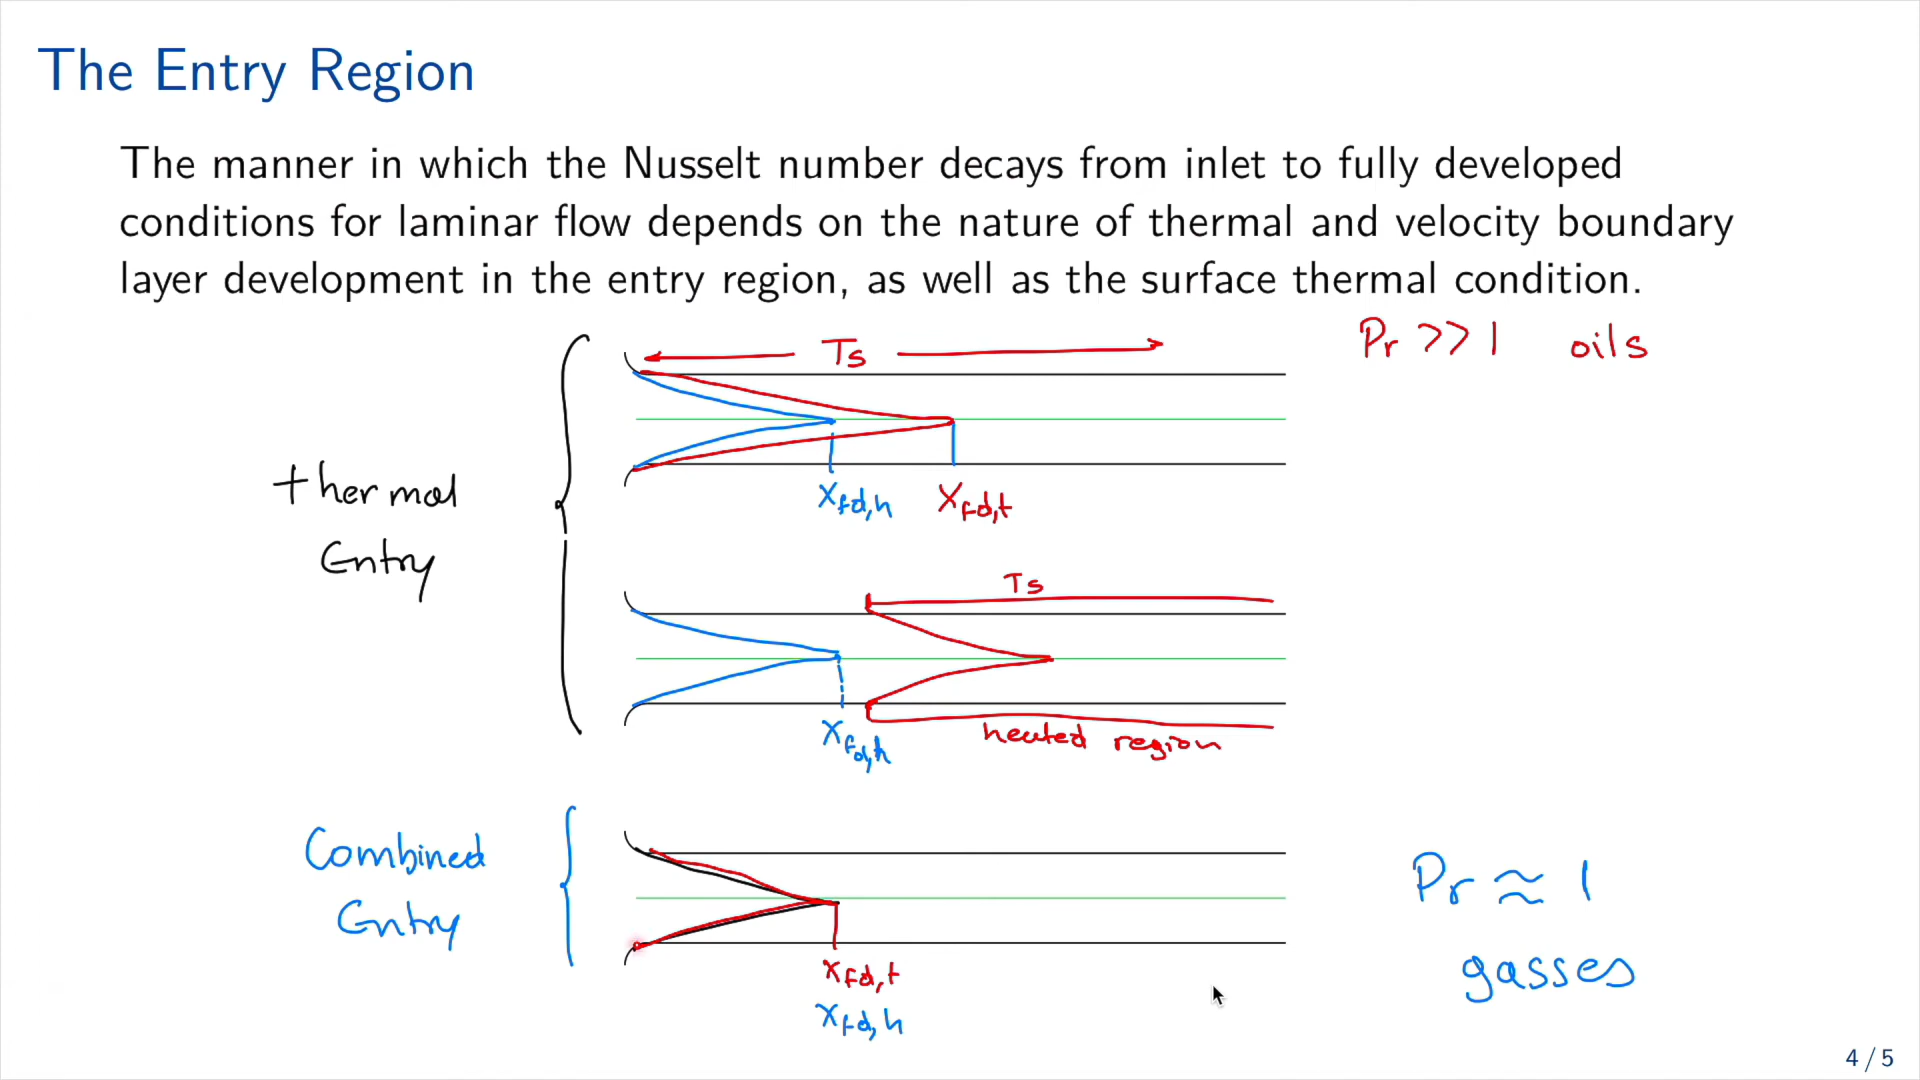 The Entry Region
The manner in which the Nusselt number decays from inlet to fully developed
conditions for laminar flow depends on the nature of thermal and velocity boundary
layer development in the entry region, as well as the surface thermal condition.
Pr >> 1 oils
Ts
thermal
Entry
xfd,h xfd,t
Ts
xfd,h
heated region
Combined
Entry
Pr ≈ 1
gasses
xfd,t
xfd,h
4 / 5